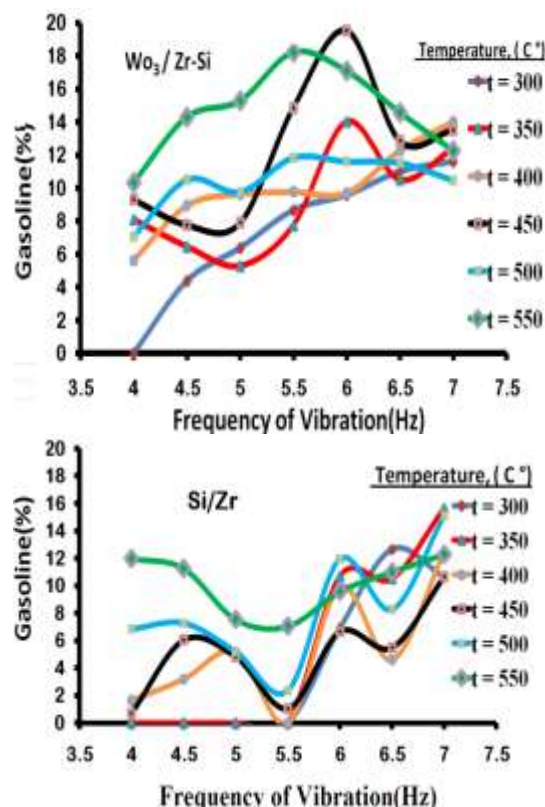 20
18
16
14
12
10
8
6
4
2
0
Gasoline(%)
Wo₃/ Zr-Si
Temperature, ( C °)
t = 300
t = 350
t = 400
t = 450
t = 500
t = 550
3.5 4 4.5 5 5.5 6 6.5 7 7.5
Frequency of Vibration(Hz)
20
18
16
14
12
10
8
6
4
2
0
Gasoline(%)
Si/Zr
Temperature, ( C °)
t = 300
t = 350
t = 400
t = 450
t = 500
t = 550
3.5 4 4.5 5 5.5 6 6.5 7 7.5
Frequency of Vibration(Hz)